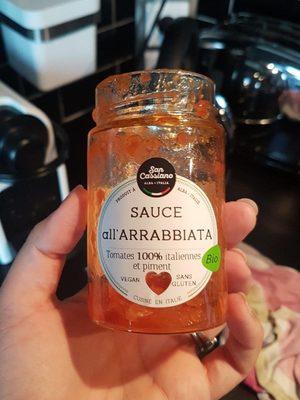 San
Cassiano
ALBA • ITALIA
PRODUIT À ALBA - ITALIE
SAUCE
all'ARRABBIATA
Tomates 100% italiennes
et piment
Bio
VEGAN
SANS
GLUTEN
CUISINÉ EN ITALIE